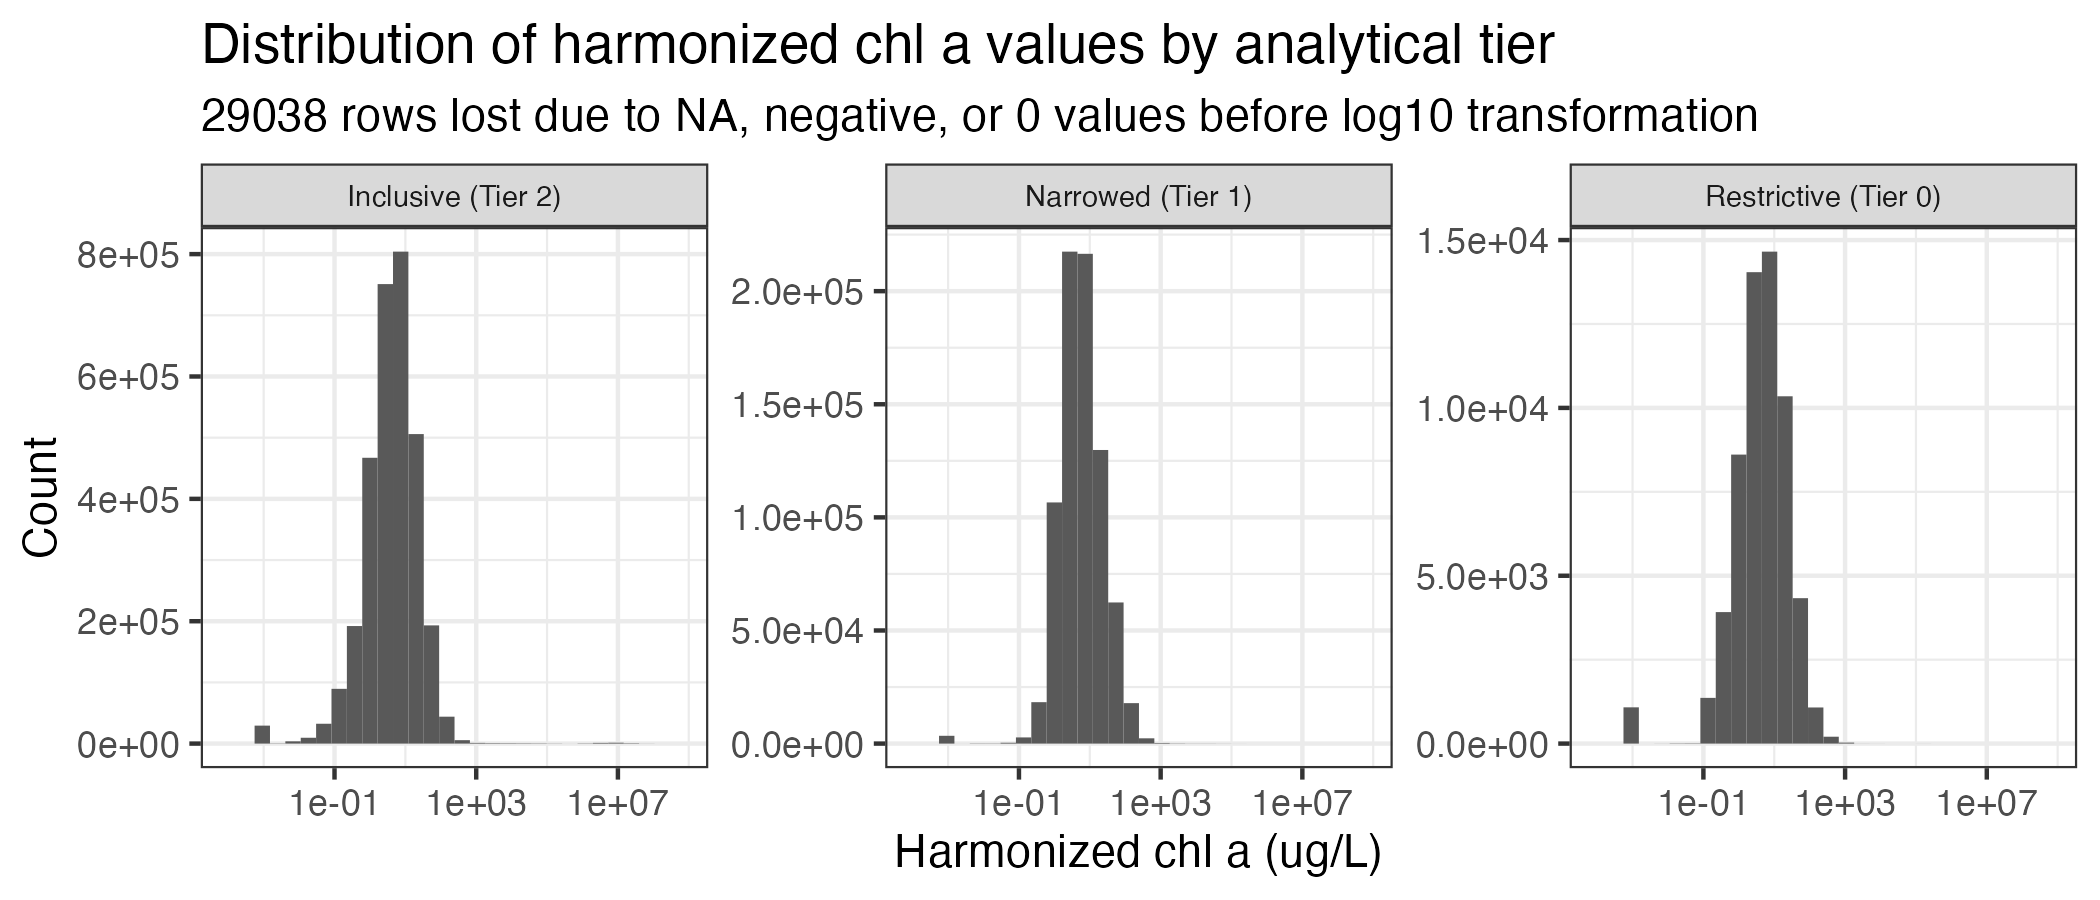 Distribution of harmonized chl a values by analytical tier
29038 rows lost due to NA, negative, or 0 values before log10 transformation
Inclusive (Tier 2)
Narrowed (Tier 1)
Restrictive (Tier 0)
Count
8e+05
6e+05
4e+05
2e+05
0e+00
2.0e+05
1.5e+05
1.0e+05
5.0e+04
0.0e+00
1.5e+04
1.0e+04
5.0e+03
0.0e+00
1e-01 1e+03 1e+07
1e-01 1e+03 1e+07
1e-01 1e+03 1e+07
Harmonized chl a (ug/L)